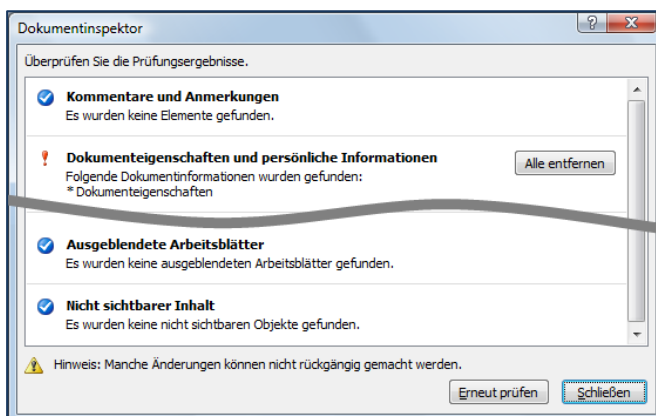 Dokumentinspektor
Überprüfen Sie die Prüfungsergebnisse.
Kommentare und Anmerkungen
Es wurden keine Elemente gefunden.
Dokumenteigenschaften und persönliche Informationen
Alle entfernen
Folgende Dokumentinformationen wurden gefunden:
* Dokumenteigenschaften
Ausgeblendete Arbeitsblätter
Es wurden keine ausgeblendeten Arbeitsblätter gefunden.
Nicht sichtbarer Inhalt
Es wurden keine nicht sichtbaren Objekte gefunden.
Hinweis: Manche Änderungen können nicht rückgängig gemacht werden.
Erneut prüfen Schließen